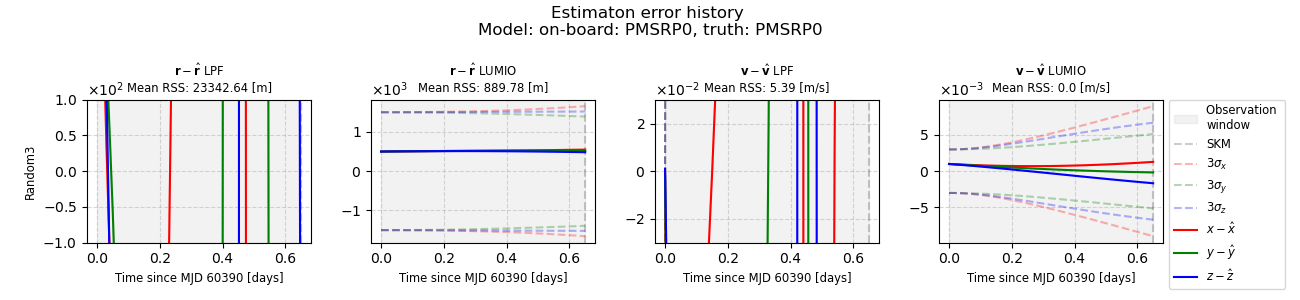 Estimaton error history
Model: on-board: PMSRP0, truth: PMSRP0
r − r̂ LPF
×10² Mean RSS: 23342.64 [m]
1.0
0.5
0.0
−0.5
−1.0
Random3
0.0 0.2 0.4 0.6
Time since MJD 60390 [days]
r − r̂ LUMIO
×10³ Mean RSS: 889.78 [m]
1
0
−1
0.0 0.2 0.4 0.6
Time since MJD 60390 [days]
v − v̂ LPF
×10⁻² Mean RSS: 5.39 [m/s]
2
0
−2
0.0 0.2 0.4 0.6
Time since MJD 60390 [days]
v − v̂ LUMIO
×10⁻³ Mean RSS: 0.0 [m/s]
5
0
−5
0.0 0.2 0.4 0.6
Time since MJD 60390 [days]
Observation
window
SKM
3σx
3σy
3σz
x − x̂
y − ŷ
z − ẑ